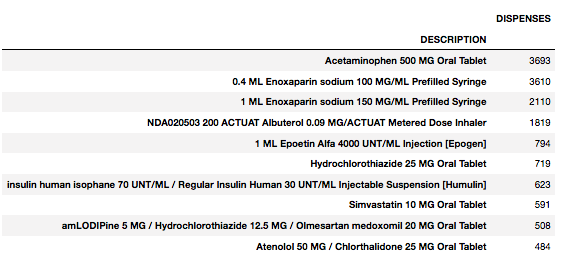 DISPENSES
DESCRIPTION
Acetaminophen 500 MG Oral Tablet 3693
0.4 ML Enoxaparin sodium 100 MG/ML Prefilled Syringe 3610
1 ML Enoxaparin sodium 150 MG/ML Prefilled Syringe 2110
NDA020503 200 ACTUAT Albuterol 0.09 MG/ACTUAT Metered Dose Inhaler 1819
1 ML Epoetin Alfa 4000 UNT/ML Injection [Epogen] 794
Hydrochlorothiazide 25 MG Oral Tablet 719
insulin human isophane 70 UNT/ML / Regular Insulin Human 30 UNT/ML Injectable Suspension [Humulin] 623
Simvastatin 10 MG Oral Tablet 591
amLODIPine 5 MG / Hydrochlorothiazide 12.5 MG / Olmesartan medoxomil 20 MG Oral Tablet 508
Atenolol 50 MG / Chlorthalidone 25 MG Oral Tablet 484